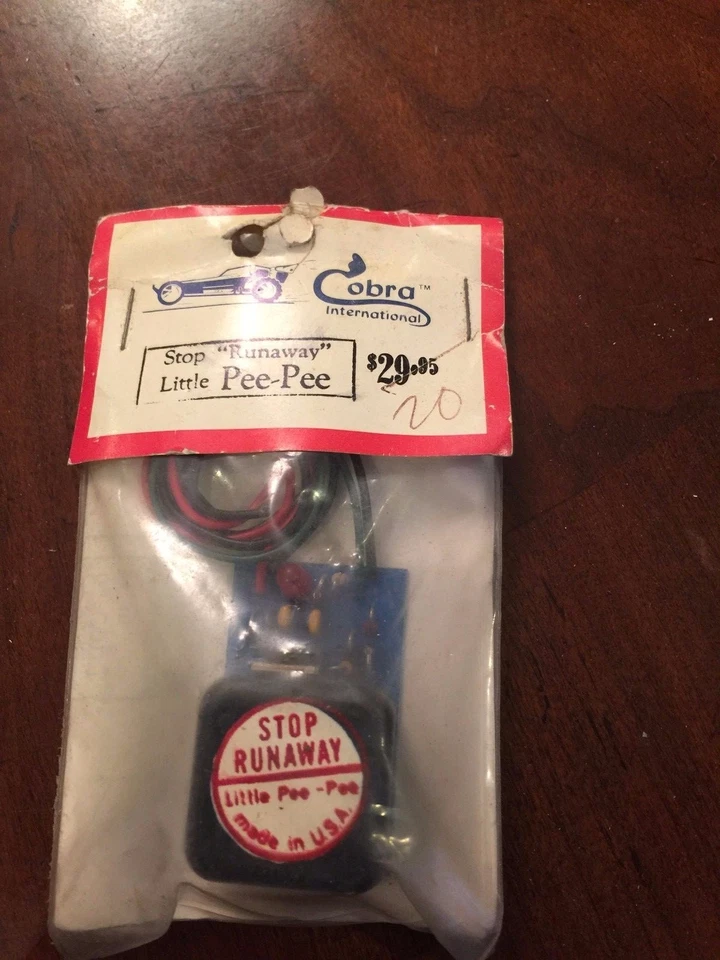 Cobra™
International
Stop "Runaway"
Little Pee-Pee
$29.95
20
STOP
RUNAWAY
Little Pee-Pee
made in U.S.A.